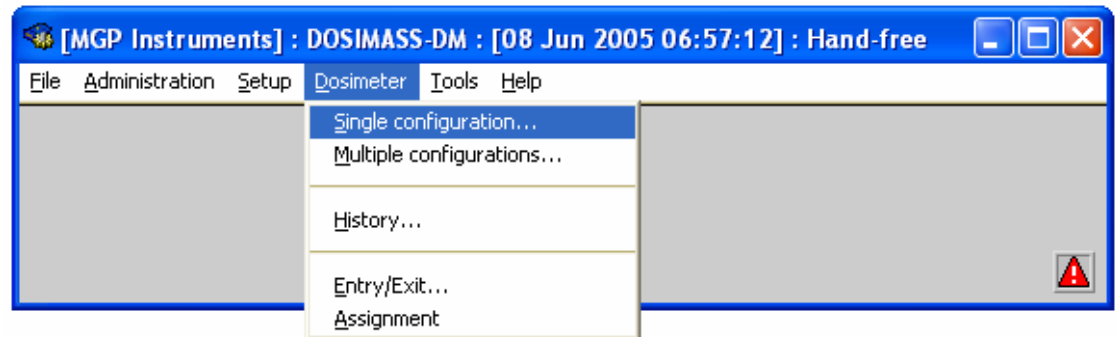 [MGP Instruments] : DOSIMASS-DM : [08 Jun 2005 06:57:12] : Hand-free
File Administration Setup Dosimeter Tools Help
Single configuration...
Multiple configurations...
History...
Entry/Exit...
Assignment